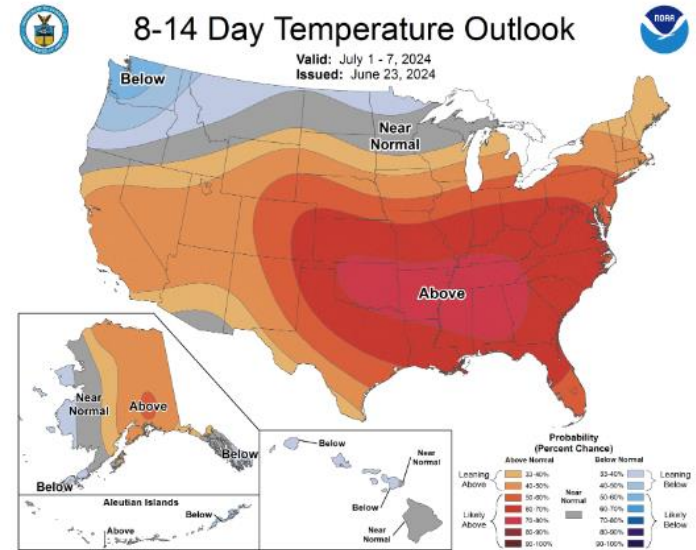 8-14 Day Temperature Outlook
Valid: July 1 - 7, 2024
Issued: June 23, 2024
NOAA
Below
Near
Normal
Above
Near
Normal
Above
Below
Below
Aleutian Islands
Above
Below
Below
Near
Normal
Below
Near
Normal
Probability
(Percent Chance)
Above Normal
Below Normal
Leaning
Above
Likely
Above
33-40%
40-50%
50-60%
60-70%
70-80%
80-90%
90-100%
Near
Normal
33-40%
40-50%
50-60%
60-70%
70-80%
80-90%
90-100%
Leaning
Below
Likely
Below